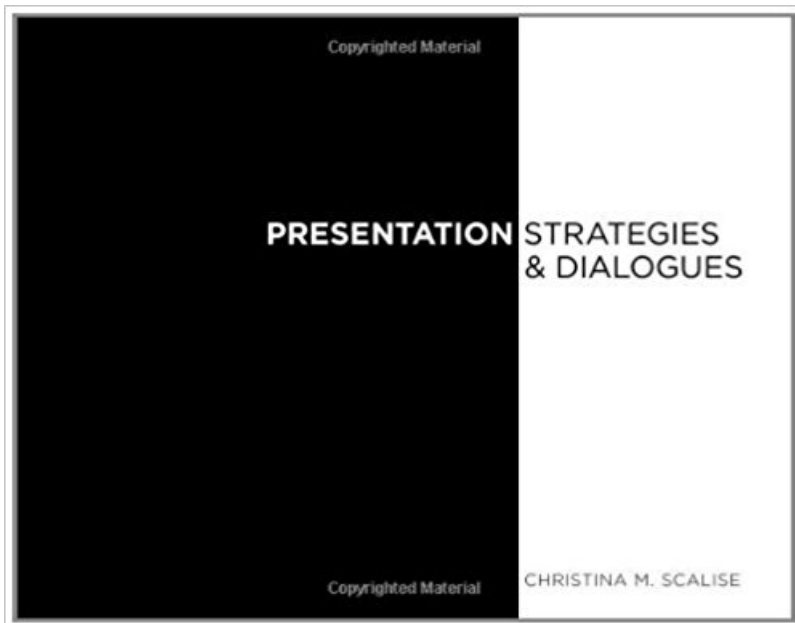 Copyrighted Material
PRESENTATION STRATEGIES
& DIALOGUES
Copyrighted Material
CHRISTINA M. SCALISE